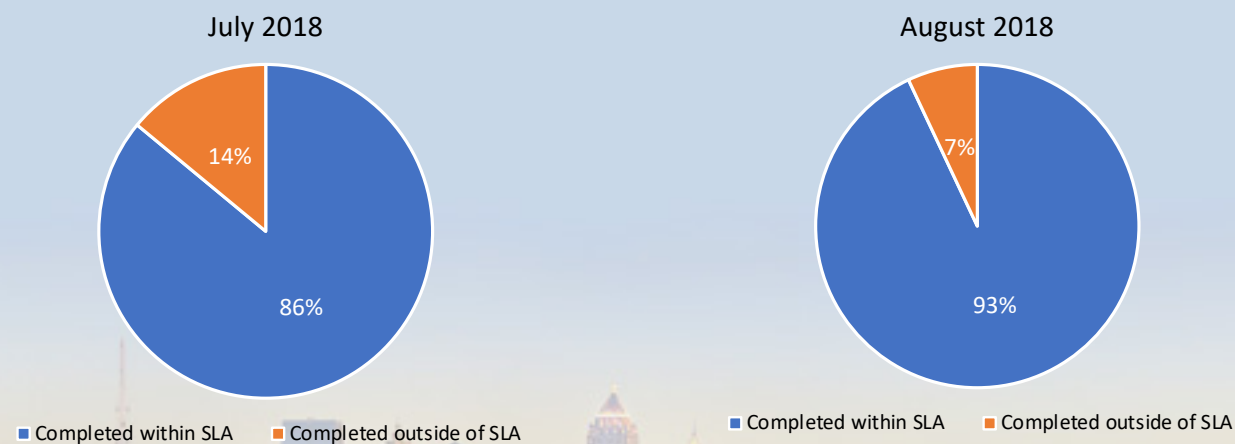 July 2018
14%
86%
Completed within SLA
Completed outside of SLA
August 2018
7%
93%
Completed within SLA
Completed outside of SLA